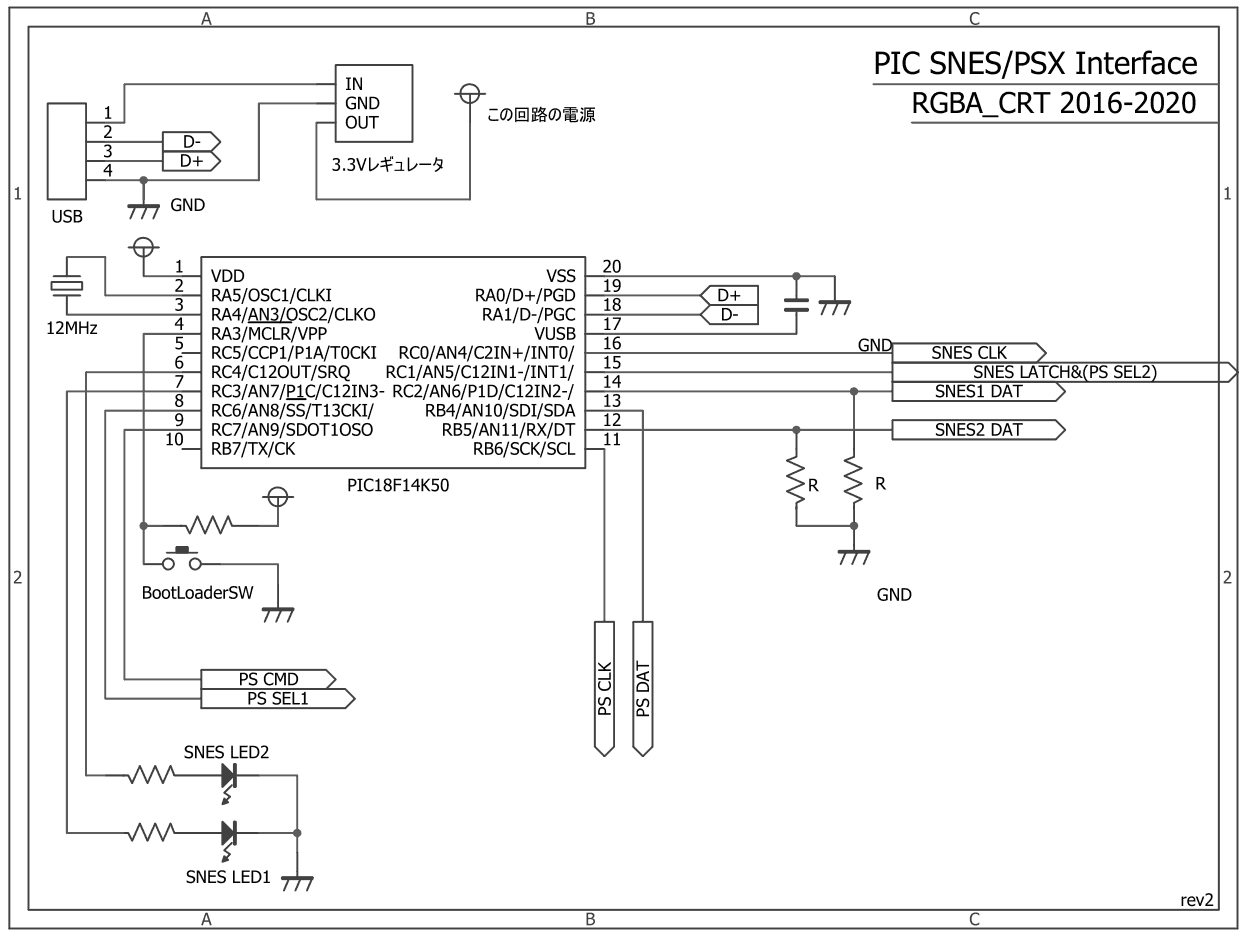 A
B
C
PIC SNES/PSX Interface
RGBA_CRT 2016-2020
IN
GND
OUT
3.3Vレギュレータ
この回路の電源
1
2
3
4
D-
D+
USB
GND
1
1
12MHz
1
2
3
4
5
6
7
8
9
10
VDD
RA5/OSC1/CLKI
RA4/AN3/OSC2/CLKO
RA3/MCLR/VPP
RC5/CCP1/P1A/T0CKI
RC4/C12OUT/SRQ
RC3/AN7/P1C/C12IN3-
RC6/AN8/SS/T13CKI/
RC7/AN9/SDOT1OSO
RB7/TX/CK
VSS
RA0/D+/PGD
RA1/D-/PGC
VUSB
RC0/AN4/C2IN+/INT0/
RC1/AN5/C12IN1-/INT1/
RC2/AN6/P1D/C12IN2-/
RB4/AN10/SDI/SDA
RB5/AN11/RX/DT
RB6/SCK/SCL
20
19
18
17
16
15
14
13
12
11
PIC18F14K50
D+
D-
GND
SNES CLK
SNES LATCH&(PS SEL2)
SNES1 DAT
SNES2 DAT
R
R
GND
BootLoaderSW
2
2
PS CMD
PS SEL1
PS CLK
PS DAT
SNES LED2
SNES LED1
rev2
A
B
C